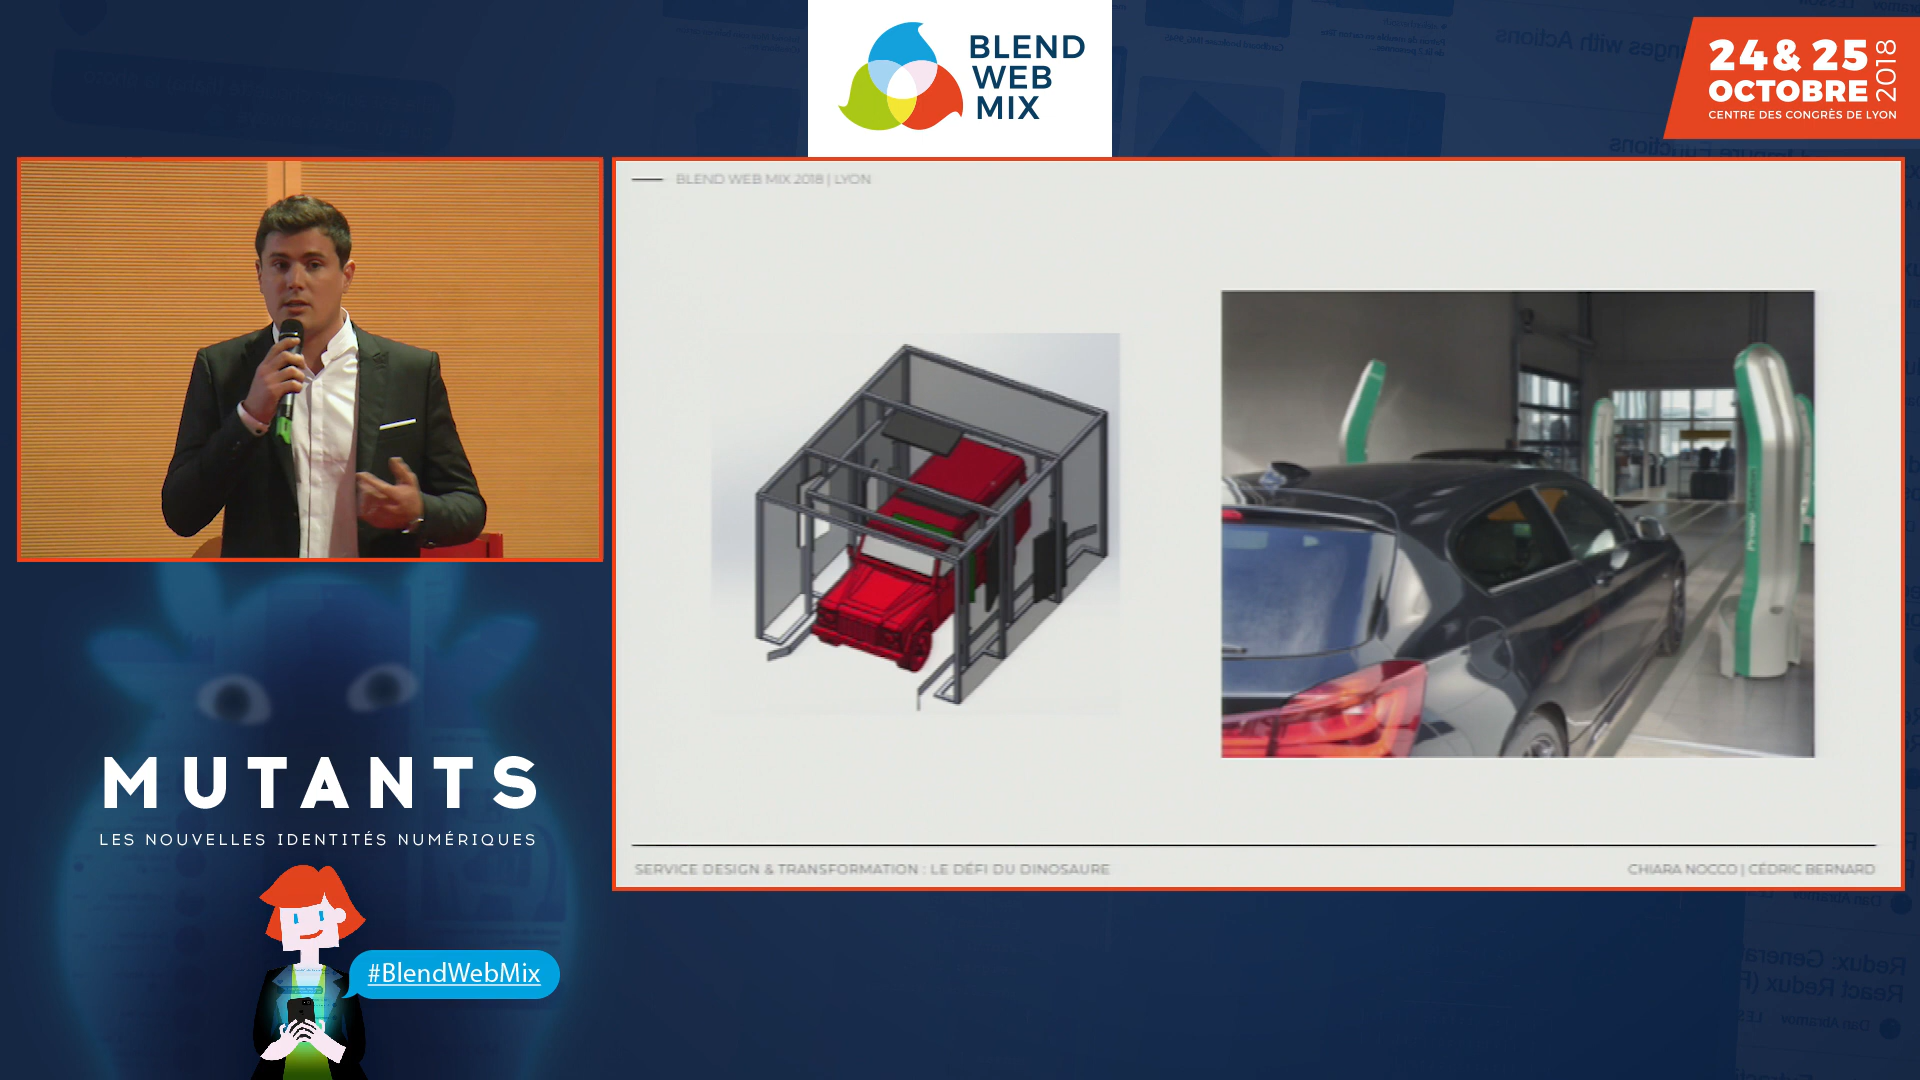 BLEND
WEB
MIX
24 & 25
OCTOBRE
2018
CENTRE DES CONGRÈS DE LYON
BLEND WEB MIX 2018 | LYON
SERVICE DESIGN & TRANSFORMATION : LE DÉFI DU DINOSAURE
CHIARA NOCCO | CÉDRIC BERNARD
MUTANTS
LES NOUVELLES IDENTITÉS NUMÉRIQUES
#BlendWebMix